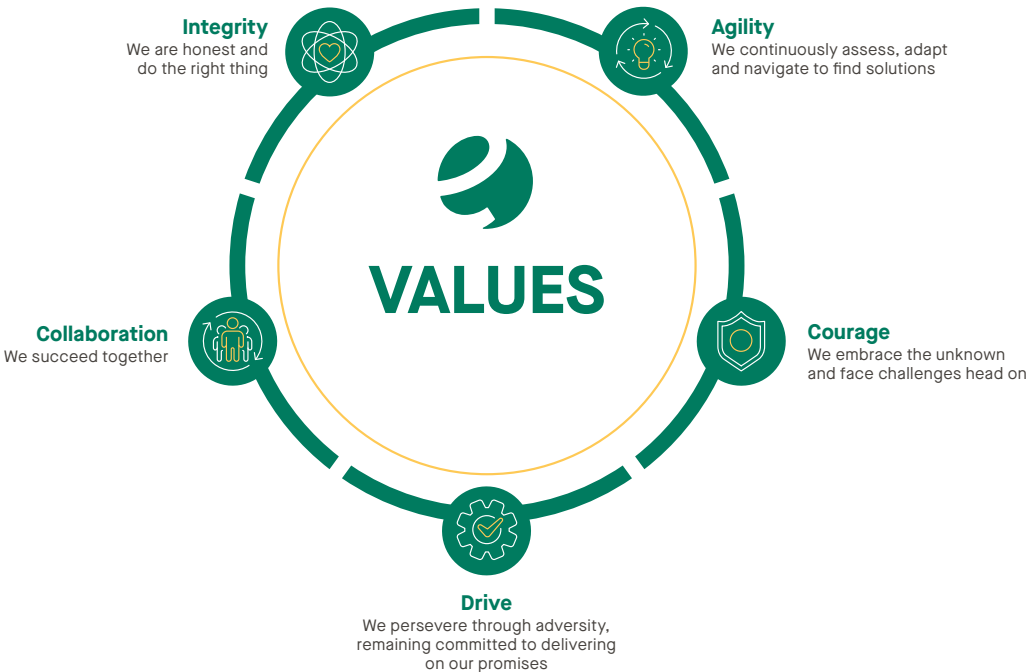 Integrity
We are honest and
do the right thing
Agility
We continuously assess, adapt
and navigate to find solutions
VALUES
Collaboration
We succeed together
Courage
We embrace the unknown
and face challenges head on
Drive
We persevere through adversity,
remaining committed to delivering
on our promises